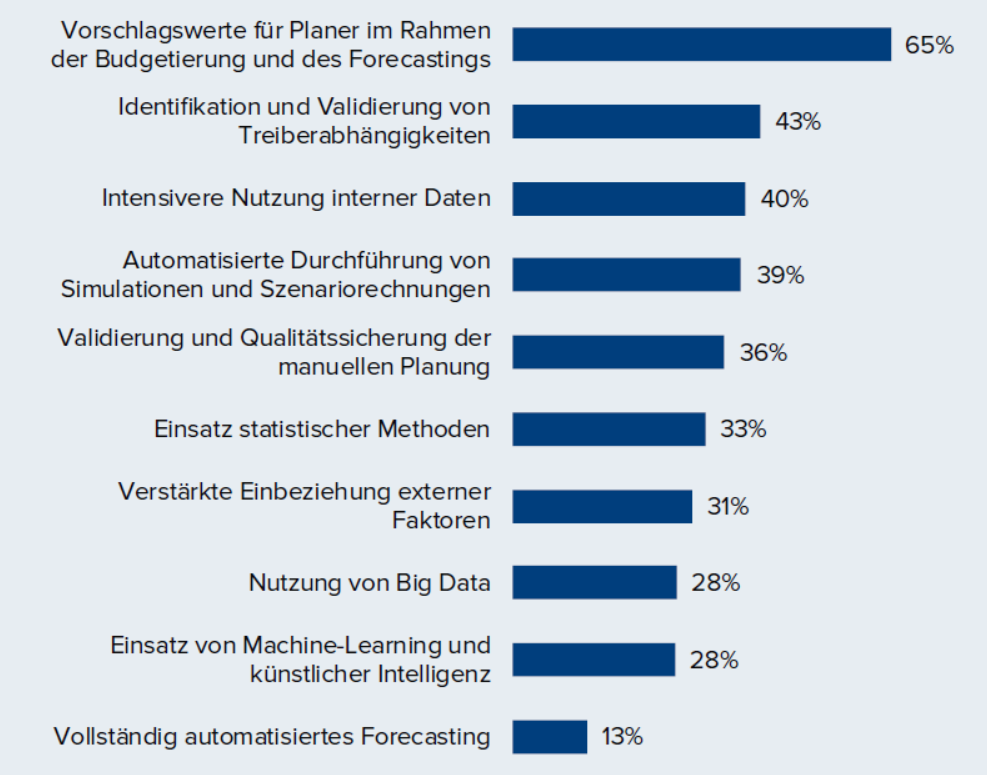 Vorschlagswerte für Planer im Rahmen
der Budgetierung und des Forecastings
65%
Identifikation und Validierung von
Treiberabhängigkeiten
43%
Intensivere Nutzung interner Daten
40%
Automatisierte Durchführung von
Simulationen und Szenariorechnungen
39%
Validierung und Qualitätssicherung der
manuellen Planung
36%
Einsatz statistischer Methoden
33%
Verstärkte Einbeziehung externer
Faktoren
31%
Nutzung von Big Data
28%
Einsatz von Machine-Learning und
künstlicher Intelligenz
28%
Vollständig automatisiertes Forecasting
13%